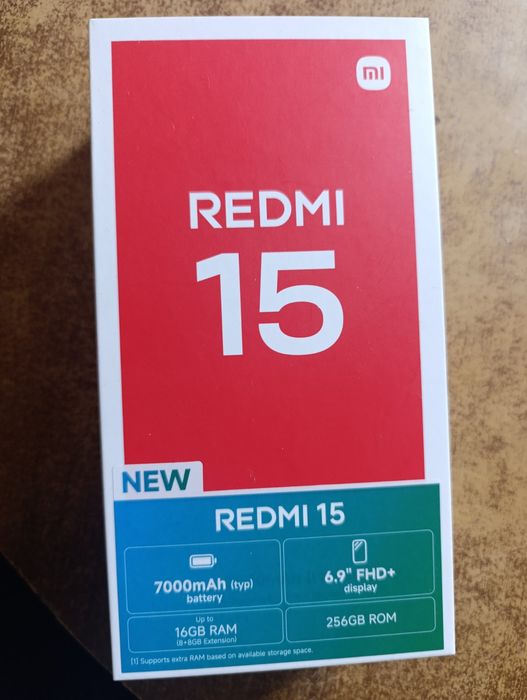 mi
REDMI
15
NEW
REDMI 15
7000mAh (typ)
battery
6.9" FHD+
display
Up to
16GB RAM
(8+8GB Extension)
256GB ROM
[1] Supports extra RAM based on available storage space.